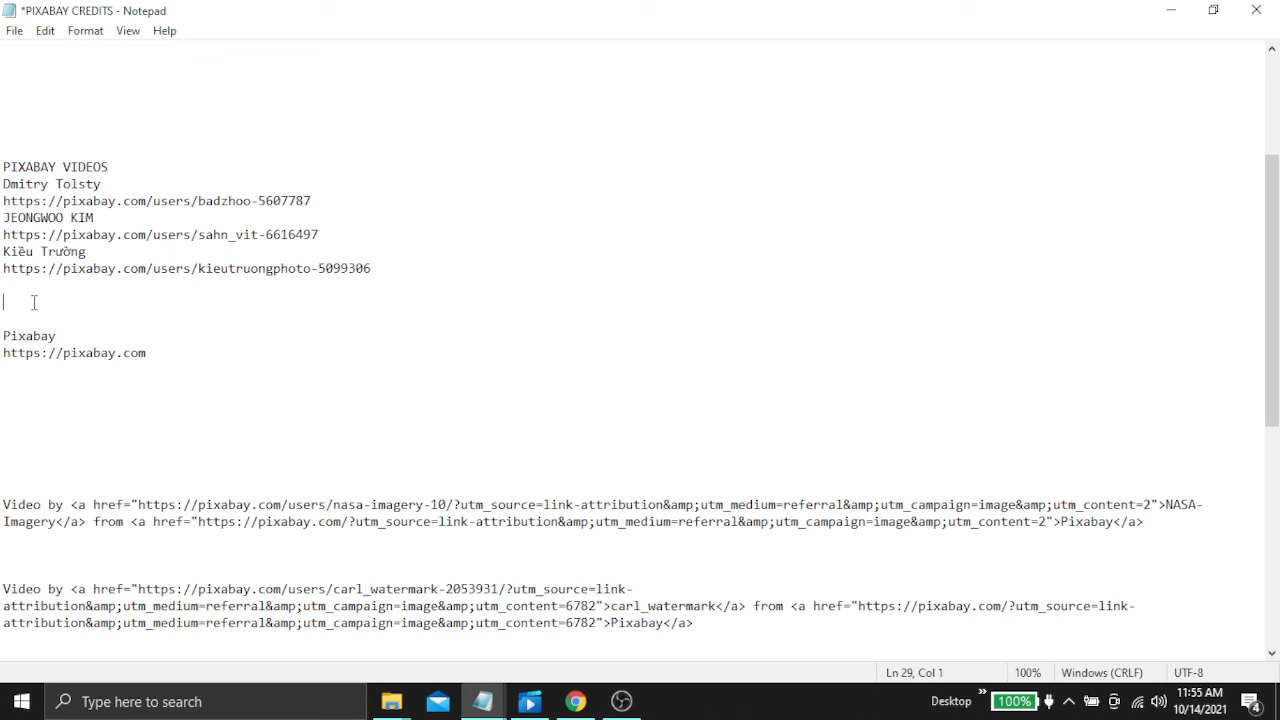 *PIXABAY CREDITS - Notepad
File Edit Format View Help
PIXABAY VIDEOS
Dmitry Tolsty
https://pixabay.com/users/badzhoo-5607787
JEONGWOO KIM
https://pixabay.com/users/sahn_vit-6616497
Kiều Trường
https://pixabay.com/users/kieutruongphoto-5099306
Pixabay
https://pixabay.com
Video by <a href="https://pixabay.com/users/nasa-imagery-10/?utm_source=link-attribution&amp;utm_medium=referral&amp;utm_campaign=image&amp;utm_content=2">NASA-
Imagery</a> from <a href="https://pixabay.com/?utm_source=link-attribution&amp;utm_medium=referral&amp;utm_campaign=image&amp;utm_content=2">Pixabay</a>
Video by <a href="https://pixabay.com/users/carl_watermark-2053931/?utm_source=link-
attribution&amp;utm_medium=referral&amp;utm_campaign=image&amp;utm_content=6782">carl_watermark</a> from <a href="https://pixabay.com/?utm_source=link-
attribution&amp;utm_medium=referral&amp;utm_campaign=image&amp;utm_content=6782">Pixabay</a>
Ln 29, Col 1 100% Windows (CRLF) UTF-8
Type here to search
Desktop
100%
11:55 AM
10/14/2021
4